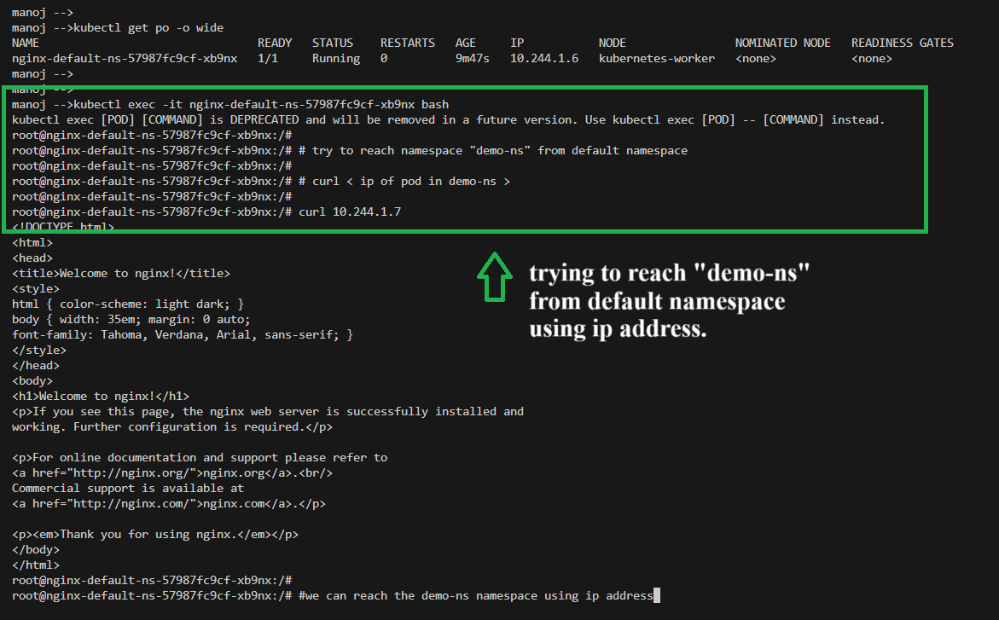 manoj -->
manoj -->kubectl get po -o wide
NAME READY STATUS RESTARTS AGE IP NODE NOMINATED NODE READINESS GATES
nginx-default-ns-57987fc9cf-xb9nx 1/1 Running 0 9m47s 10.244.1.6 kubernetes-worker <none> <none>
manoj -->
manoj -->
manoj -->kubectl exec -it nginx-default-ns-57987fc9cf-xb9nx bash
kubectl exec [POD] [COMMAND] is DEPRECATED and will be removed in a future version. Use kubectl exec [POD] -- [COMMAND] instead.
root@nginx-default-ns-57987fc9cf-xb9nx:/#
root@nginx-default-ns-57987fc9cf-xb9nx:/# # try to reach namespace "demo-ns" from default namespace
root@nginx-default-ns-57987fc9cf-xb9nx:/#
root@nginx-default-ns-57987fc9cf-xb9nx:/# # curl < ip of pod in demo-ns >
root@nginx-default-ns-57987fc9cf-xb9nx:/#
root@nginx-default-ns-57987fc9cf-xb9nx:/# curl 10.244.1.7
<!DOCTYPE html>
<html>
<head>
<title>Welcome to nginx!</title>
<style>
html { color-scheme: light dark; }
body { width: 35em; margin: 0 auto;
font-family: Tahoma, Verdana, Arial, sans-serif; }
</style>
</head>
<body>
<h1>Welcome to nginx!</h1>
<p>If you see this page, the nginx web server is successfully installed and
working. Further configuration is required.</p>

<p>For online documentation and support please refer to
<a href="http://nginx.org/">nginx.org</a>.<br/>
Commercial support is available at
<a href="http://nginx.com/">nginx.com</a>.</p>

<p><em>Thank you for using nginx.</em></p>
</body>
</html>
root@nginx-default-ns-57987fc9cf-xb9nx:/#
root@nginx-default-ns-57987fc9cf-xb9nx:/# #we can reach the demo-ns namespace using ip address
trying to reach "demo-ns"
from default namespace
using ip address.